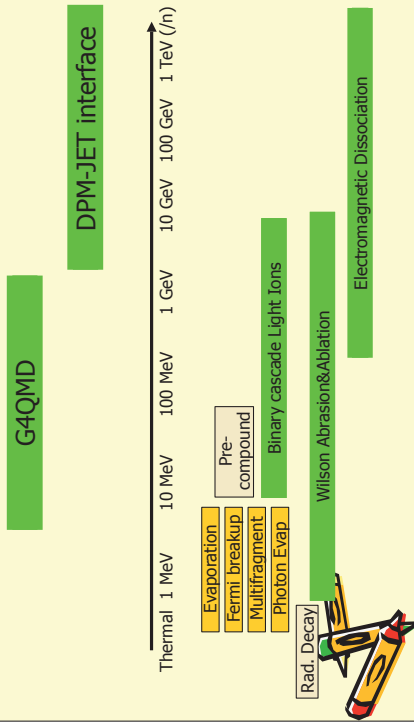 G4QMD
DPM-JET interface
Thermal 1 MeV 10 MeV 100 MeV 1 GeV 10 GeV 100 GeV 1 TeV (/n)
Evaporation
Fermi breakup
Multifragment
Photon Evap
Pre-
compound
Binary cascade Light Ions
Rad. Decay
Wilson Abrasion&Ablation
Electromagnetic Dissociation